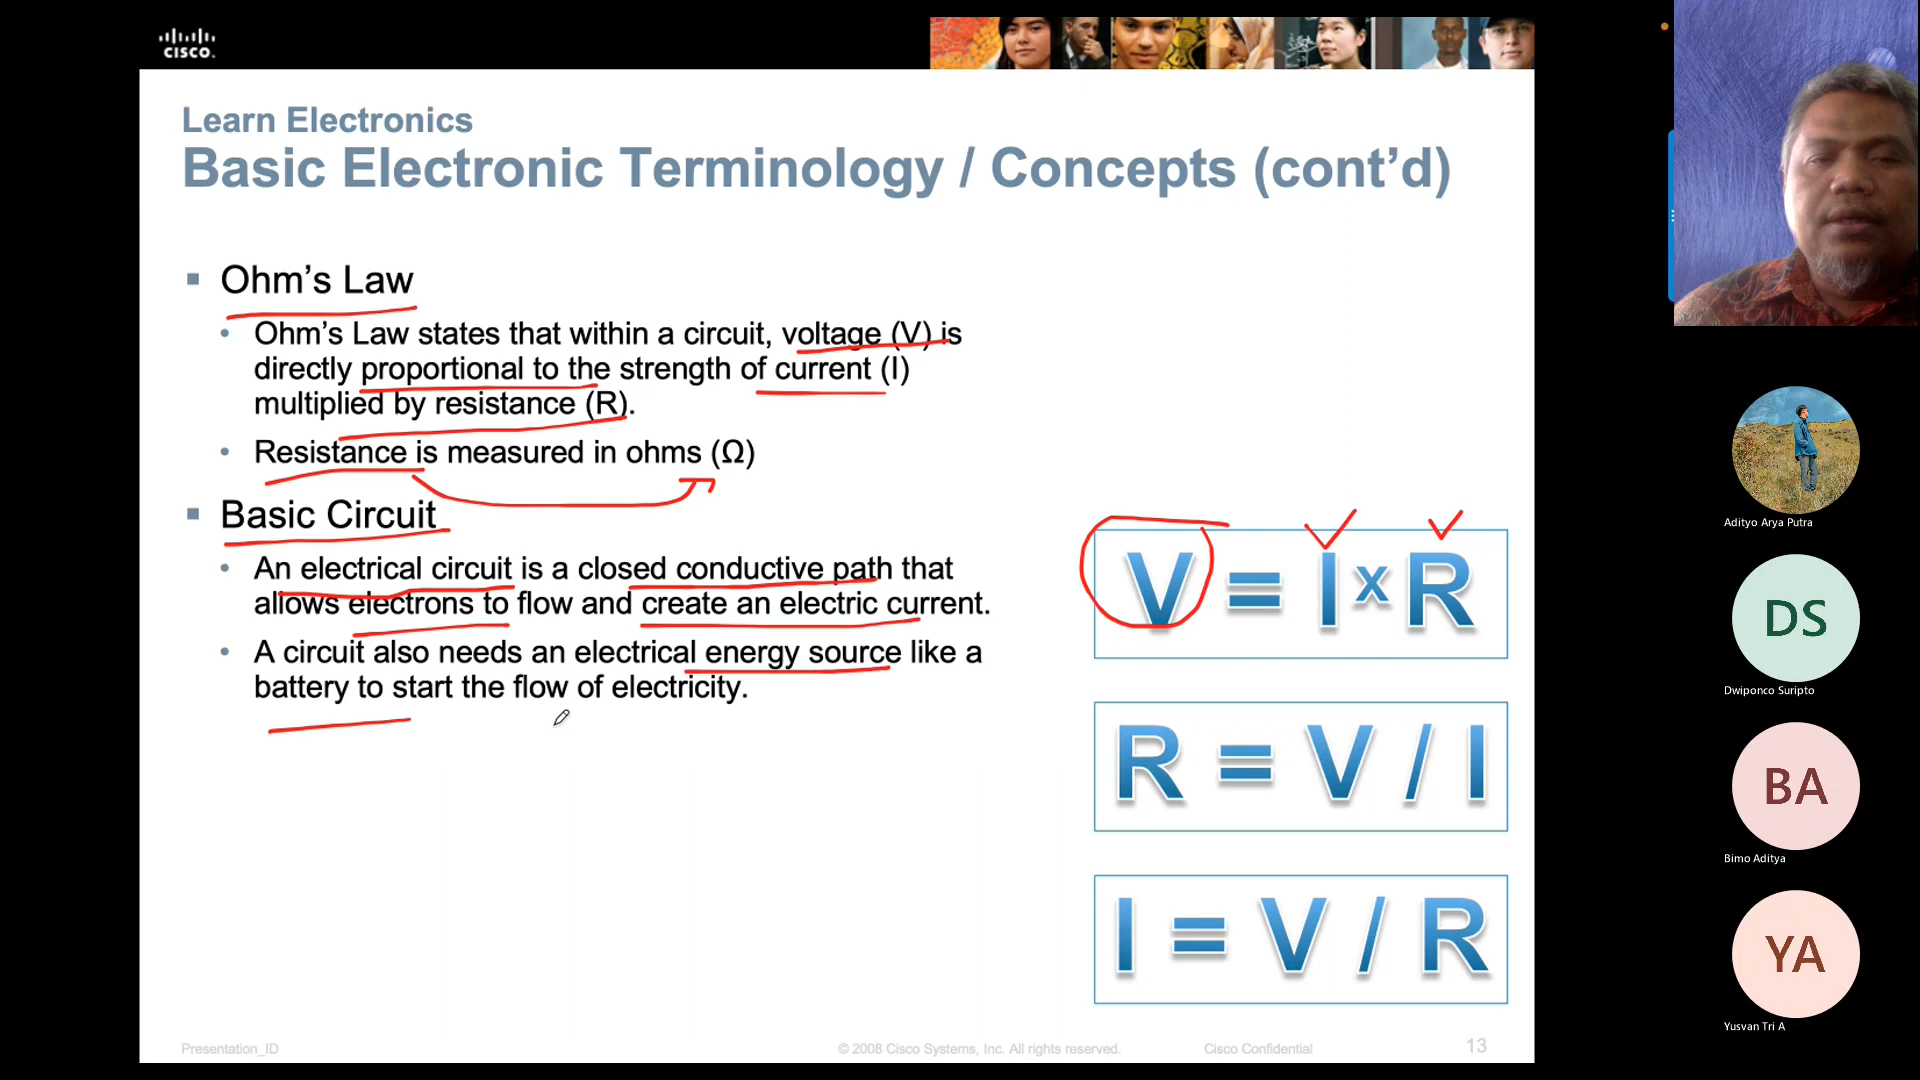 CISCO
Learn Electronics
Basic Electronic Terminology / Concepts (cont’d)
Ohm’s Law
Ohm’s Law states that within a circuit, voltage (V) is
directly proportional to the strength of current (I)
multiplied by resistance (R).
Resistance is measured in ohms (Ω)
Basic Circuit
An electrical circuit is a closed conductive path that
allows electrons to flow and create an electric current.
A circuit also needs an electrical energy source like a
battery to start the flow of electricity.
V = I x R
R = V / I
I = V / R
Presentation_ID
© 2008 Cisco Systems, Inc. All rights reserved.
Cisco Confidential
13
Adityo Arya Putra
DS
Dwiponco Suripto
BA
Bimo Aditya
YA
Yusvan Tri A